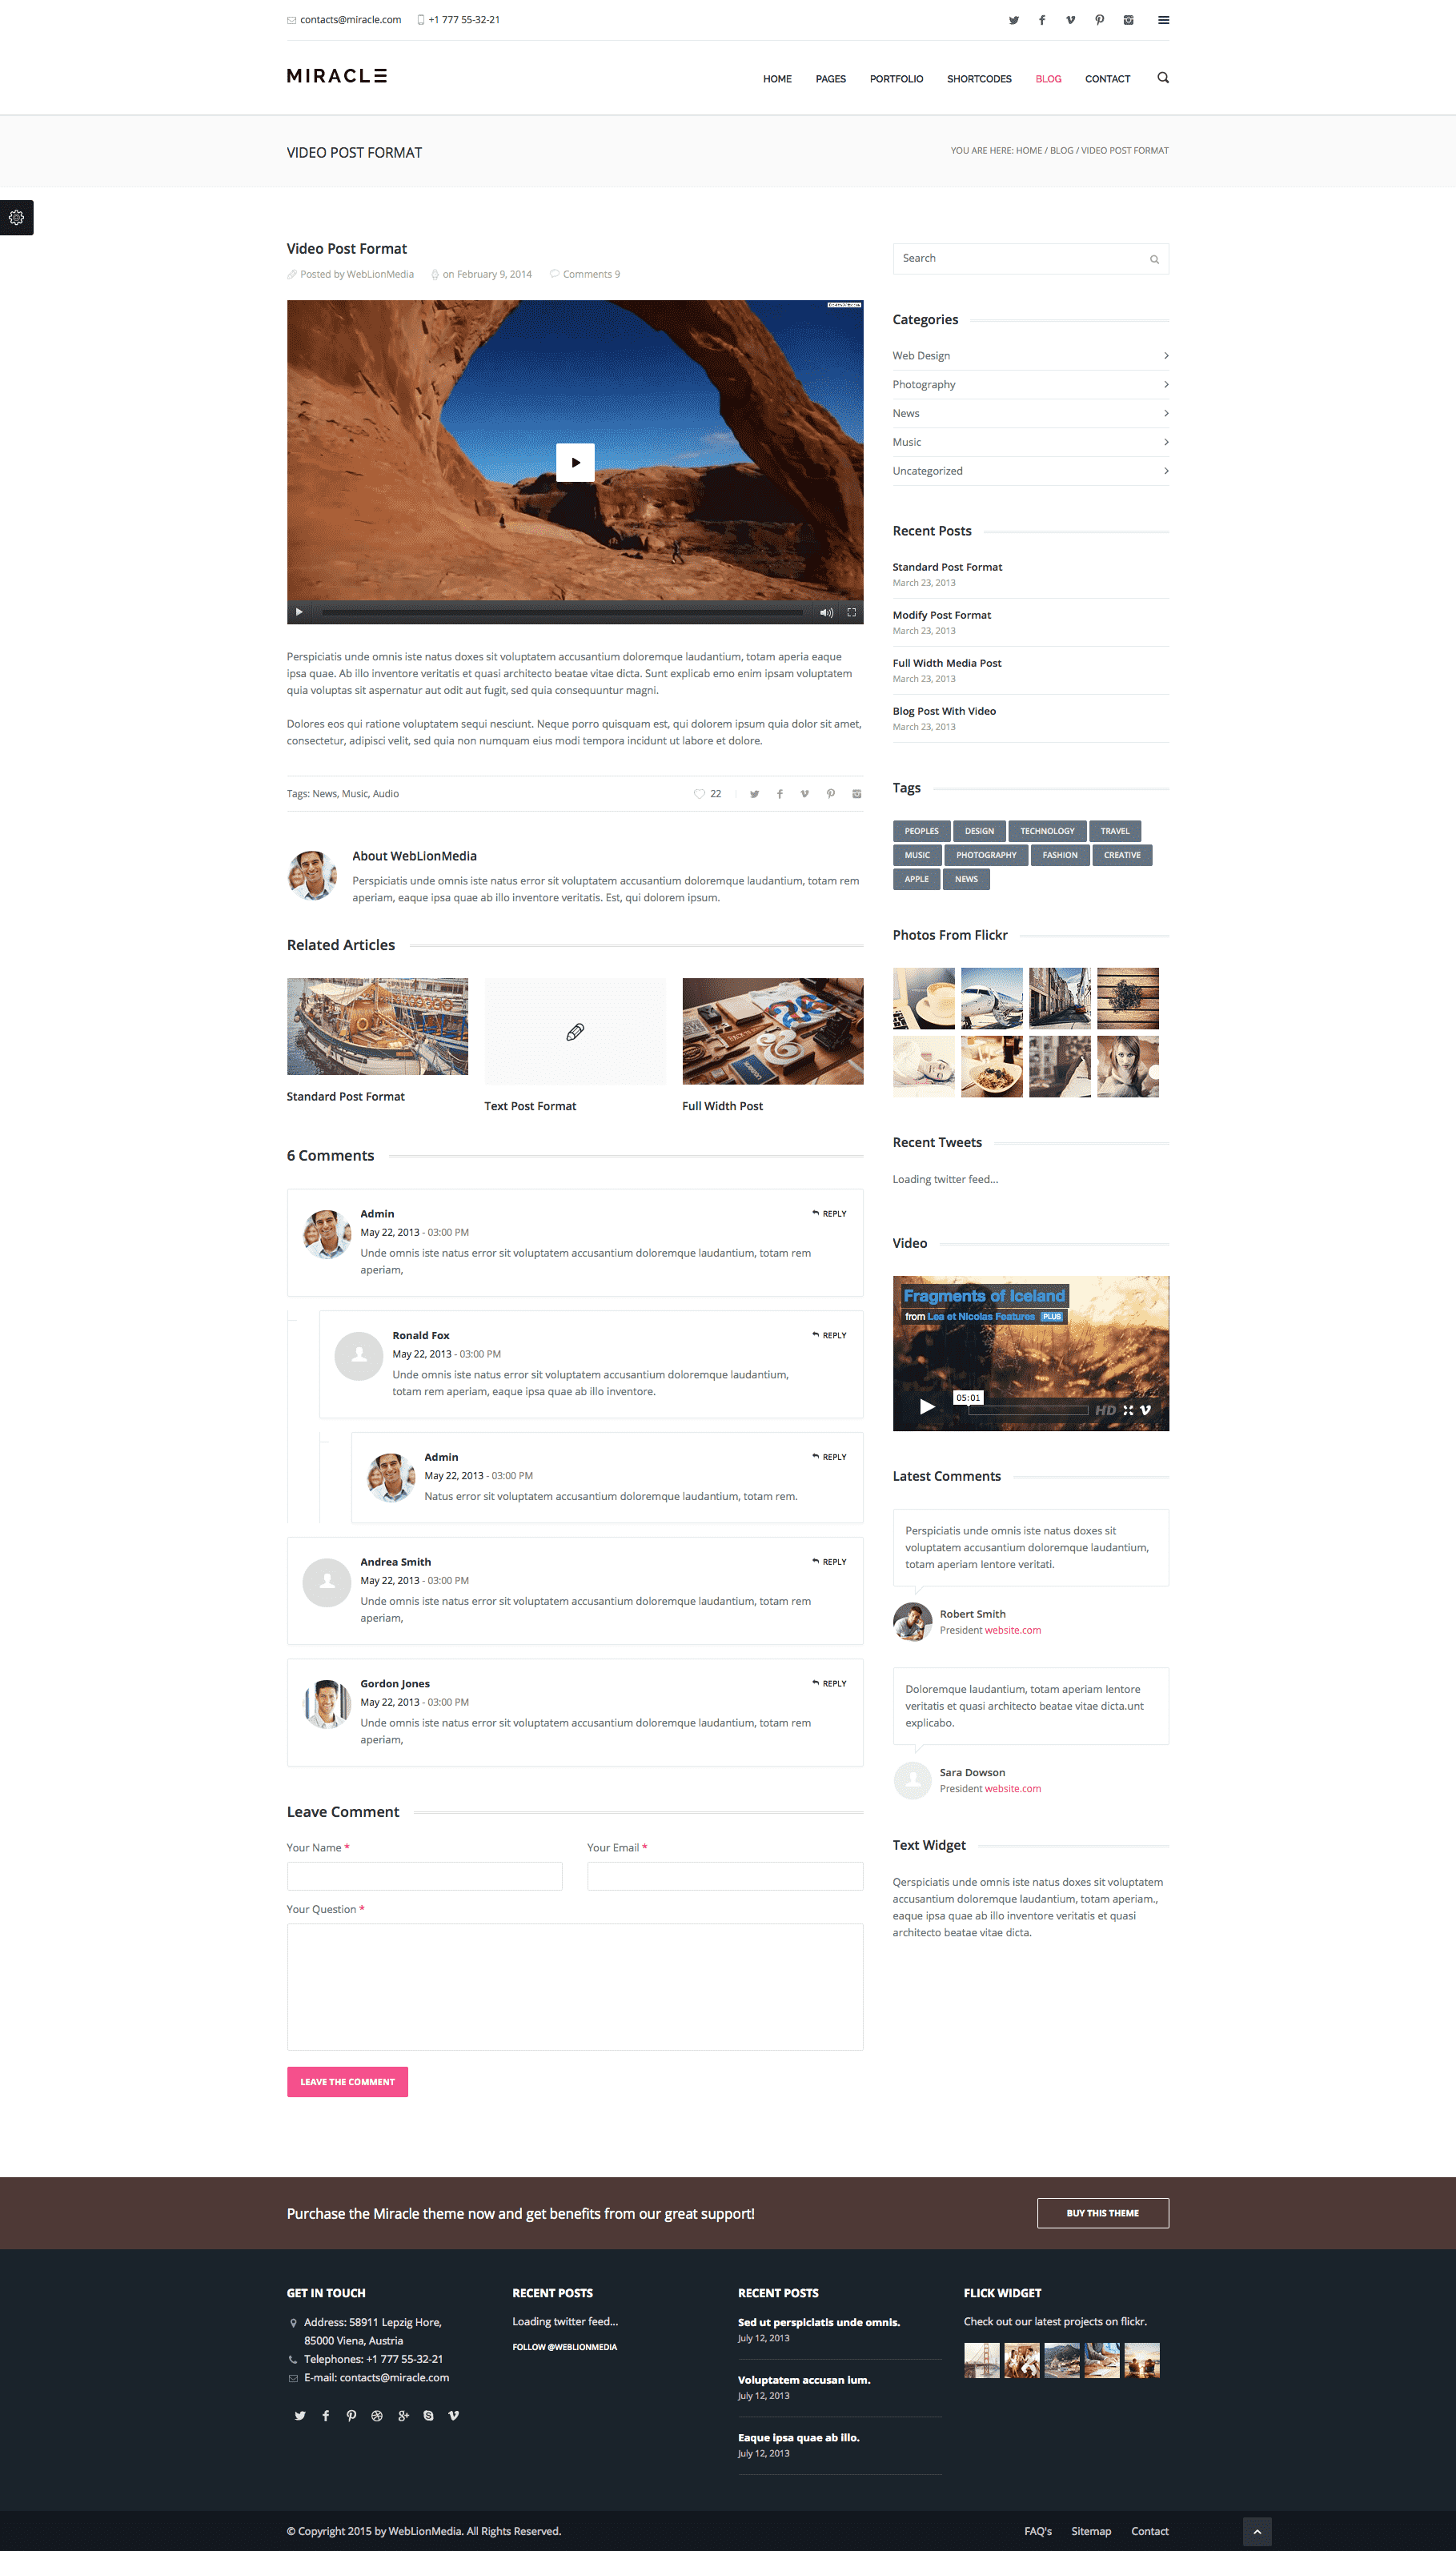 contacts@miracle.com +1 777 55-32-21
MIRACLE
HOME PAGES PORTFOLIO SHORTCODES BLOG CONTACT
VIDEO POST FORMAT
YOU ARE HERE: HOME / BLOG / VIDEO POST FORMAT
Video Post Format
Posted by WebLionMedia on February 9, 2014 Comments 9
Perspiciatis unde omnis iste natus doxes sit voluptatem accusantium doloremque laudantium, totam aperia eaque
ipsa quae. Ab illo inventore veritatis et quasi architecto beatae vitae dicta. Sunt explicab emo enim ipsam voluptatem
quia voluptas sit aspernatur aut odit aut fugit, sed quia consequuntur magni.
Dolores eos qui ratione voluptatem sequi nesciunt. Neque porro quisquam est, qui dolorem ipsum quia dolor sit amet,
consectetur, adipisci velit, sed quia non numquam eius modi tempora incidunt ut labore et dolore.
Tags: News, Music, Audio
22
About WebLionMedia
Perspiciatis unde omnis iste natus error sit voluptatem accusantium doloremque laudantium, totam rem
aperiam, eaque ipsa quae ab illo inventore veritatis. Est, qui dolorem ipsum.
Related Articles
Standard Post Format
Text Post Format
Full Width Post
6 Comments
Admin
REPLY
May 22, 2013 - 03:00 PM
Unde omnis iste natus error sit voluptatem accusantium doloremque laudantium, totam rem
aperiam,
Ronald Fox
REPLY
May 22, 2013 - 03:00 PM
Unde omnis iste natus error sit voluptatem accusantium doloremque laudantium,
totam rem aperiam, eaque ipsa quae ab illo inventore.
Admin
REPLY
May 22, 2013 - 03:00 PM
Natus error sit voluptatem accusantium doloremque laudantium, totam rem.
Andrea Smith
REPLY
May 22, 2013 - 03:00 PM
Unde omnis iste natus error sit voluptatem accusantium doloremque laudantium, totam rem
aperiam,
Gordon Jones
REPLY
May 22, 2013 - 03:00 PM
Unde omnis iste natus error sit voluptatem accusantium doloremque laudantium, totam rem
aperiam,
Leave Comment
Your Name *
Your Email *
Your Question *
LEAVE THE COMMENT
Search
Categories
Web Design
Photography
News
Music
Uncategorized
Recent Posts
Standard Post Format
March 23, 2013
Modify Post Format
March 23, 2013
Full Width Media Post
March 23, 2013
Blog Post With Video
March 23, 2013
Tags
PEOPLES DESIGN TECHNOLOGY TRAVEL
MUSIC PHOTOGRAPHY FASHION CREATIVE
APPLE NEWS
Photos From Flickr
Recent Tweets
Loading twitter feed...
Video
Fragments of Iceland
from Lea et Nicolas Features PLUS
05:01
HD
Latest Comments
Perspiciatis unde omnis iste natus doxes sit
voluptatem accusantium doloremque laudantium,
totam aperiam lentore veritati.
Robert Smith
President website.com
Doloremque laudantium, totam aperiam lentore
veritatis et quasi architecto beatae vitae dicta.unt
explicabo.
Sara Dowson
President website.com
Text Widget
Qerspiciatis unde omnis iste natus doxes sit voluptatem
accusantium doloremque laudantium, totam aperiam.,
eaque ipsa quae ab illo inventore veritatis et quasi
architecto beatae vitae dicta.
Purchase the Miracle theme now and get benefits from our great support!
BUY THIS THEME
GET IN TOUCH
Address: 58911 Lepzig Hore,
85000 Viena, Austria
Telephones: +1 777 55-32-21
E-mail: contacts@miracle.com
RECENT POSTS
Loading twitter feed...
FOLLOW @WEBLIONMEDIA
RECENT POSTS
Sed ut perspiciatis unde omnis.
July 12, 2013
Voluptatem accusan ium.
July 12, 2013
Eaque ipsa quae ab illo.
July 12, 2013
FLICK WIDGET
Check out our latest projects on flickr.
© Copyright 2015 by WebLionMedia. All Rights Reserved.
FAQ's Sitemap Contact